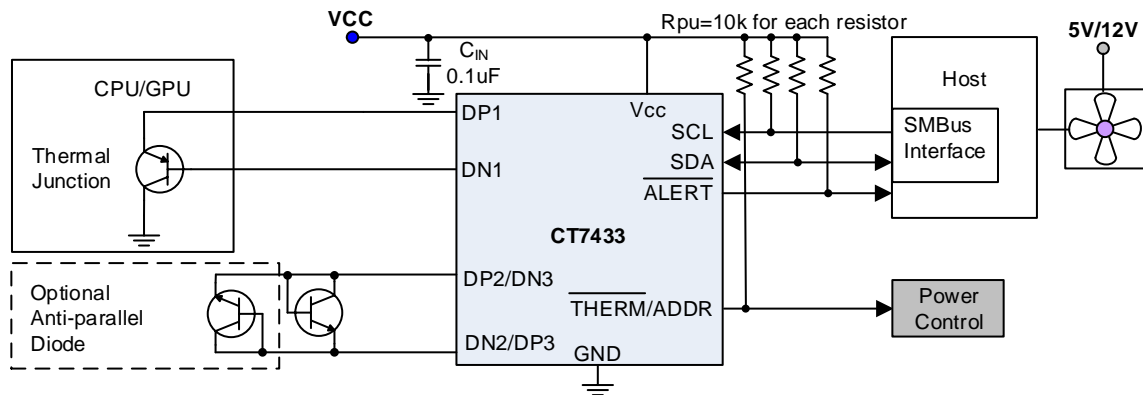 VCC
Rpu=10k for each resistor
5V/12V
CIN
0.1uF
CPU/GPU
Host
DP1
Vcc
SCL
SMBus
Interface
Thermal
Junction
DN1
SDA
ALERT
CT7433
DP2/DN3
Optional
Anti-parallel
Diode
THERM/ADDR
Power
Control
DN2/DP3
GND